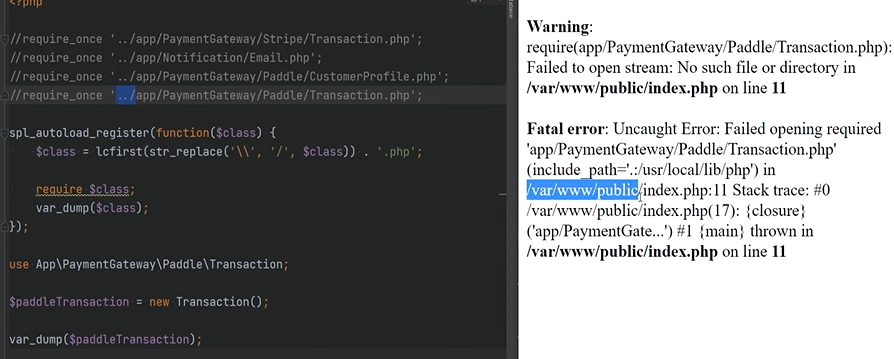 <?php
//require_once '../app/PaymentGateway/Stripe/Transaction.php';
//require_once '../app/Notification/Email.php';
//require_once '../app/PaymentGateway/Paddle/CustomerProfile.php';
//require_once '../app/PaymentGateway/Paddle/Transaction.php';
spl_autoload_register(function($class) {
$class = lcfirst(str_replace('\\', '/', $class)) . '.php';
require $class;
var_dump($class);
});
use App\PaymentGateway\Paddle\Transaction;
$paddleTransaction = new Transaction();
var_dump($paddleTransaction);
Warning:
require(app/PaymentGateway/Paddle/Transaction.php):
Failed to open stream: No such file or directory in
/var/www/public/index.php on line 11
Fatal error: Uncaught Error: Failed opening required
'app/PaymentGateway/Paddle/Transaction.php'
(include_path='.:/usr/local/lib/php') in
/var/www/public/index.php:11 Stack trace: #0
/var/www/public/index.php(17): {closure}
('app/PaymentGate...') #1 {main} thrown in
/var/www/public/index.php on line 11